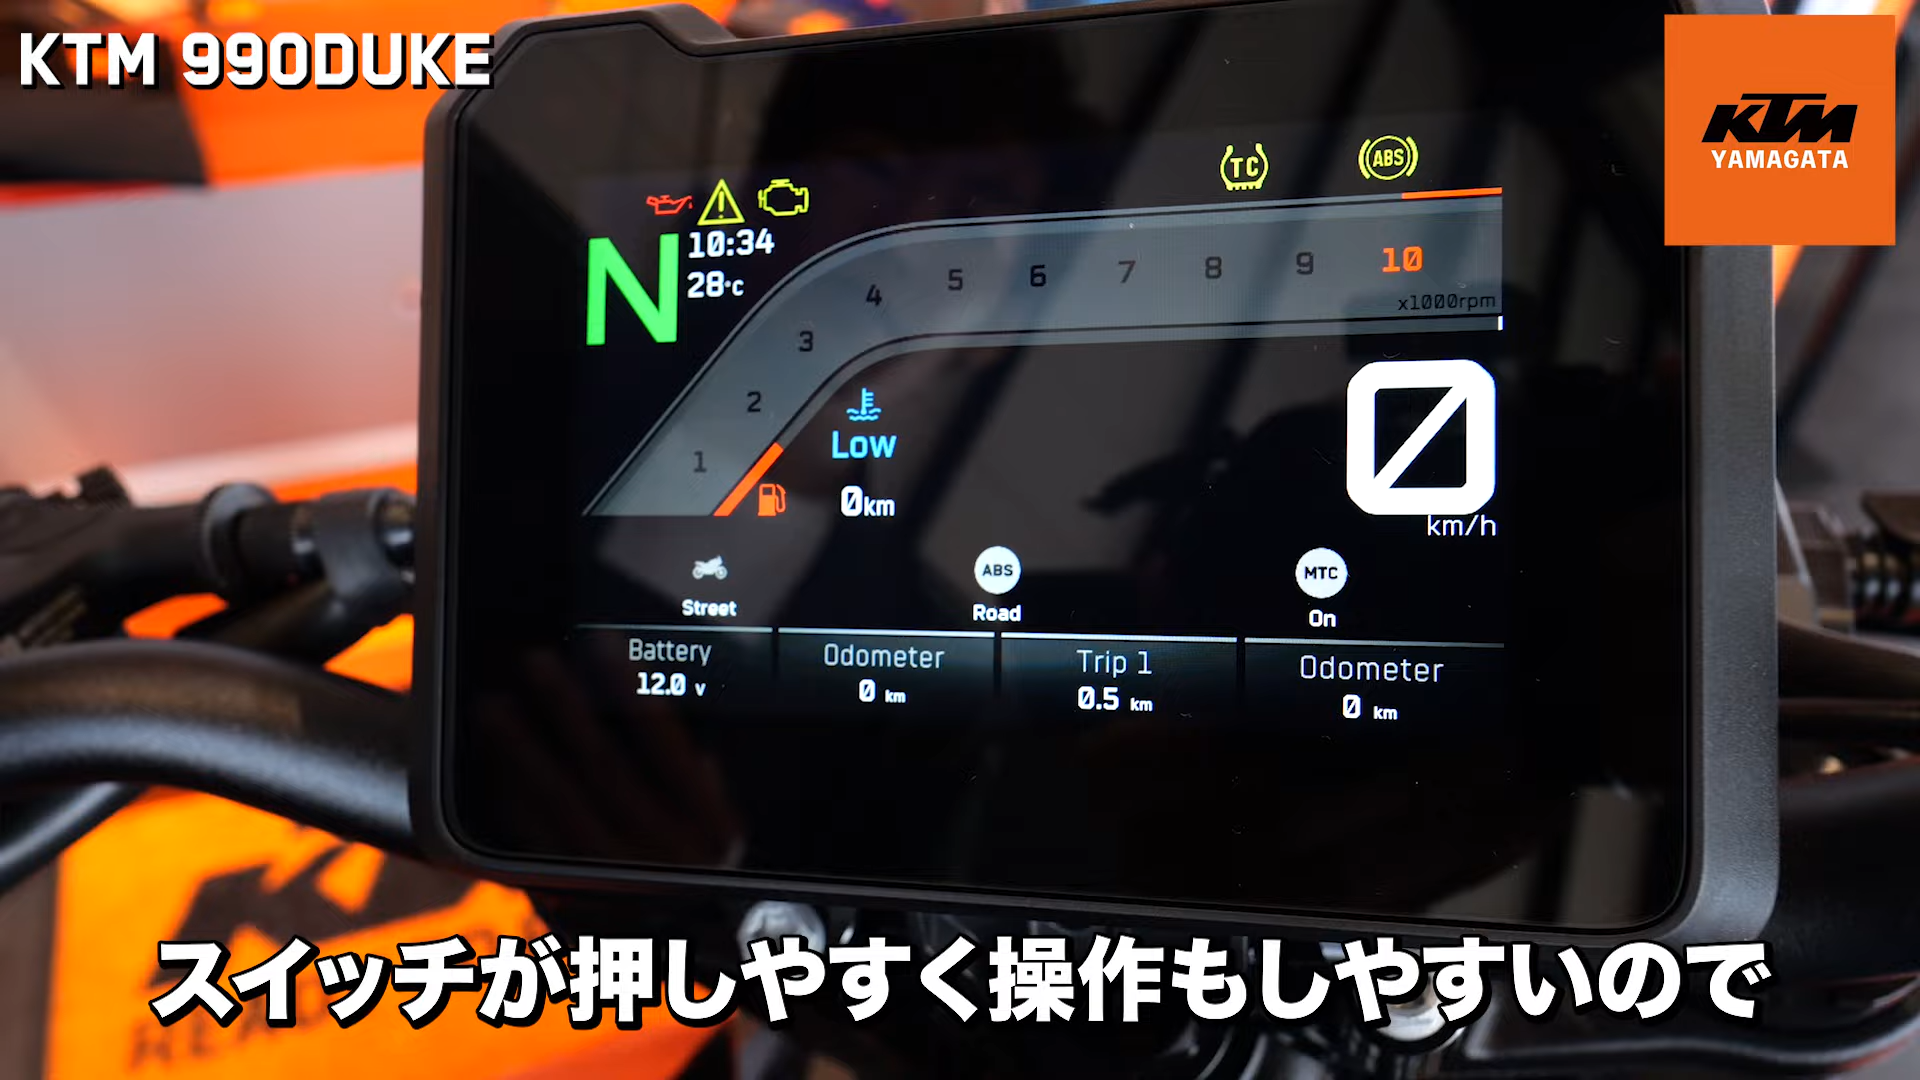 KTM 990DUKE
KTM
YAMAGATA
TC
ABS
N
10:34
28°C
1
2
3
4
5
6
7
8
9
10
x1000rpm
Low
0km
0
km/h
Street
ABS
Road
MTC
On
Battery
12.0 v
Odometer
0 km
Trip 1
0.5 km
Odometer
0 km
スイッチが押しやすく操作もしやすいので